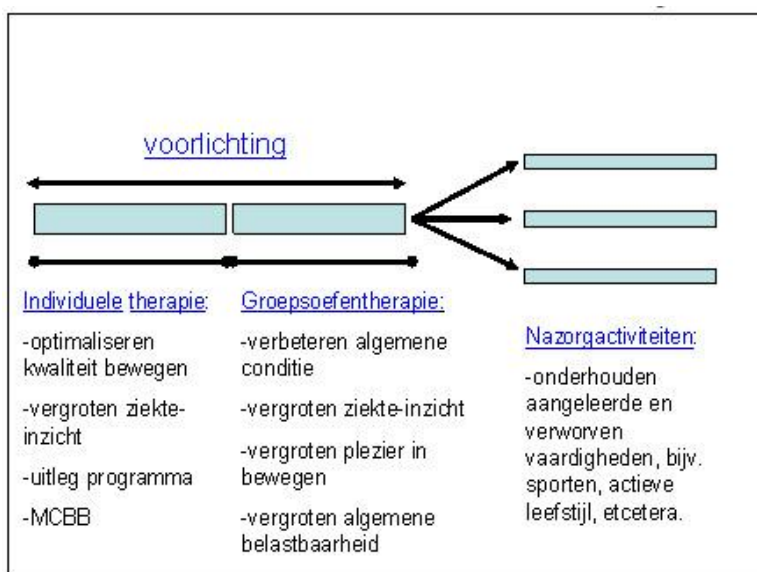 voorlichting
Individuele therapie:
-optimaliseren
kwaliteit bewegen
-vergroten ziekte-
inzicht
-uitleg programma
-MCBB
Groepsoefentherapie:
-verbeteren algemene
conditie
-vergroten ziekte-inzicht
-vergroten plezier in
bewegen
-vergroten algemene
belastbaarheid
Nazorgactiviteiten:
-onderhouden
aangeleerde en
verworven
vaardigheden, bijv.
sporten, actieve
leefstijl, etcetera.